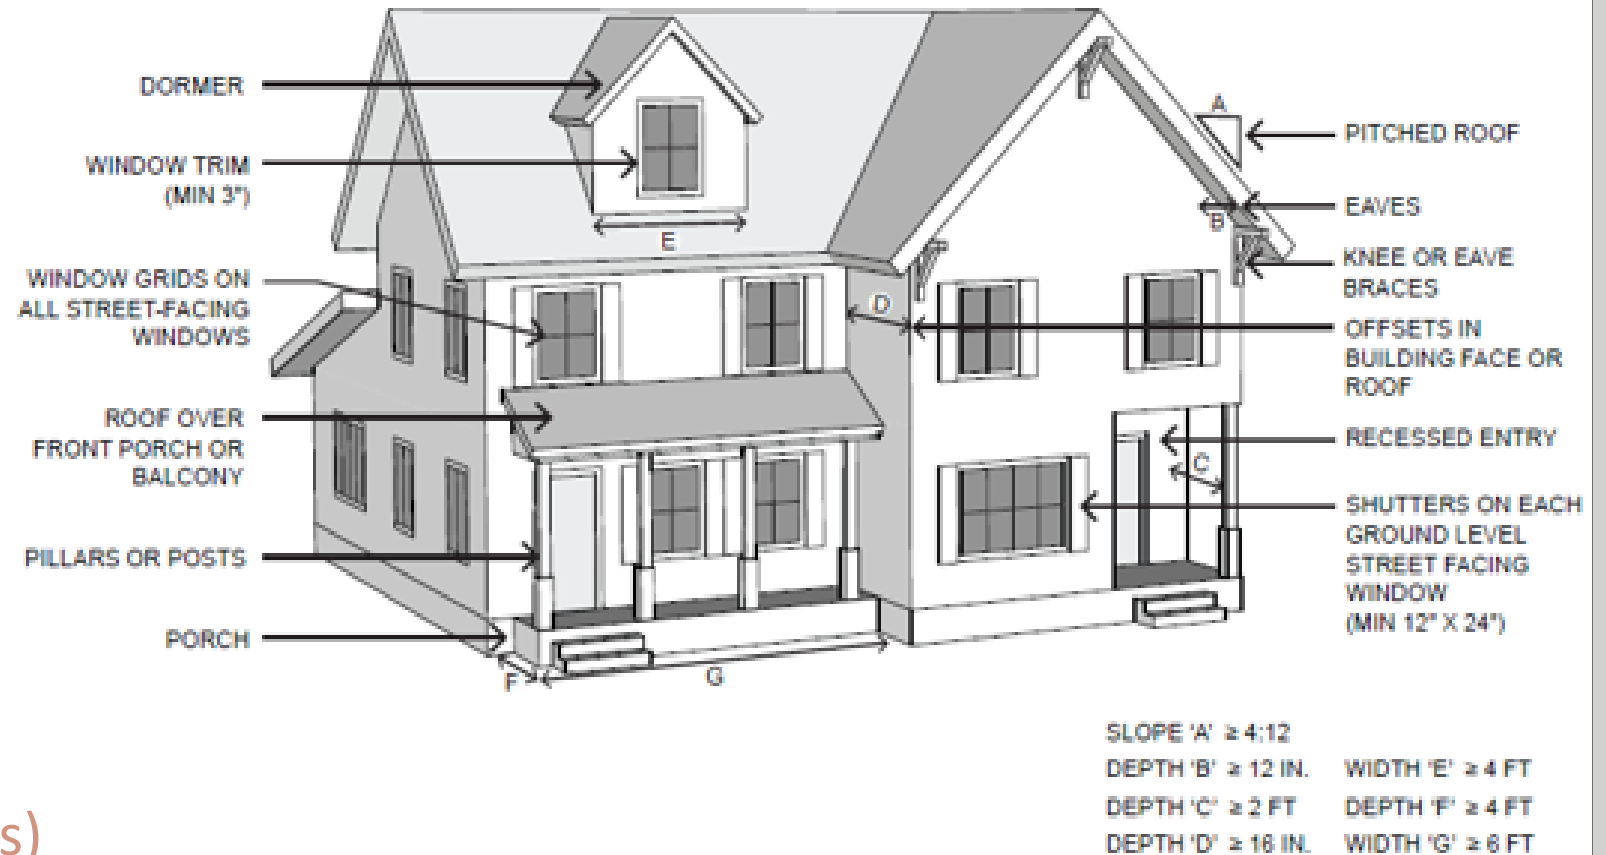 DORMER
WINDOW TRIM
(MIN 3")
WINDOW GRIDS ON
ALL STREET-FACING
WINDOWS
ROOF OVER
FRONT PORCH OR
BALCONY
PILLARS OR POSTS
PORCH
A
B
C
D
E
F
G
PITCHED ROOF
EAVES
KNEE OR EAVE
BRACES
OFFSETS IN
BUILDING FACE OR
ROOF
RECESSED ENTRY
SHUTTERS ON EACH
GROUND LEVEL
STREET FACING
WINDOW
(MIN 12" X 24")
SLOPE 'A' ≥ 4:12
DEPTH 'B' ≥ 12 IN. WIDTH 'E' ≥ 4 FT
DEPTH 'C' ≥ 2 FT DEPTH 'F' ≥ 4 FT
DEPTH 'D' ≥ 16 IN. WIDTH 'G' ≥ 6 FT
s)